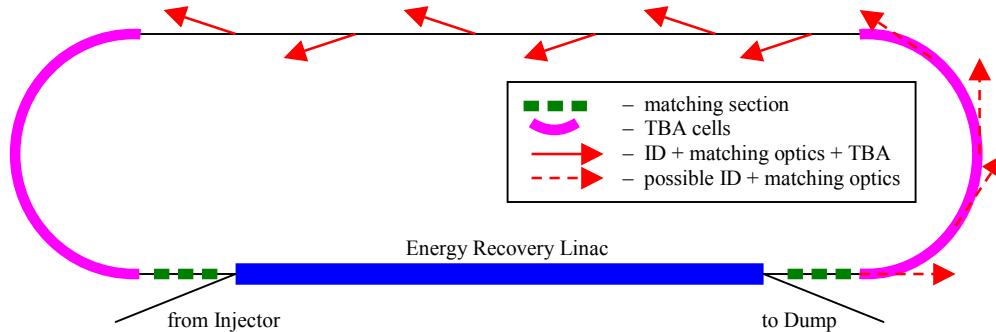 – matching section
– TBA cells
– ID + matching optics + TBA
– possible ID + matching optics
Energy Recovery Linac
from Injector
to Dump